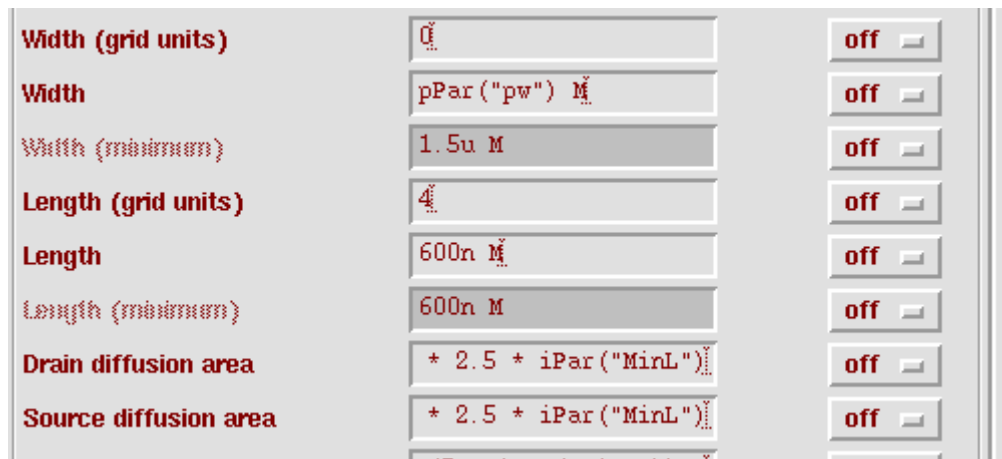 Width (grid units) 0 off
Width pPar("pw") M off
Width (minimum) 1.5u M off
Length (grid units) 4 off
Length 600n M off
Length (minimum) 600n M off
Drain diffusion area * 2.5 * iPar("MinL") off
Source diffusion area * 2.5 * iPar("MinL") off